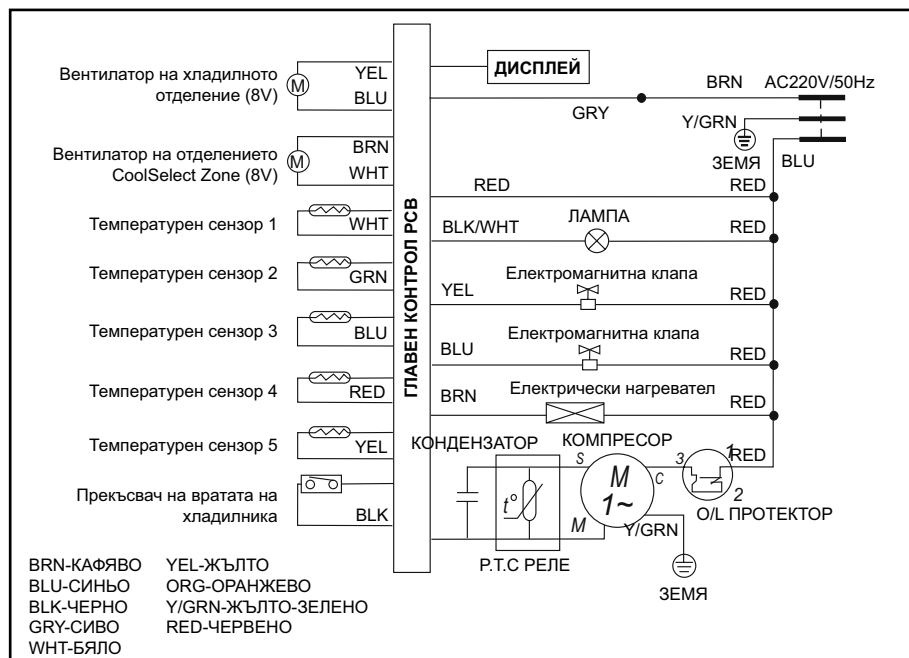 Вентилатор на хладилното
отделение (8V)
M
YEL
BLU
Вентилатор на отделението
CoolSelect Zone (8V)
M
BRN
WHT
Температурен сензор 1
WHT
Температурен сензор 2
GRN
Температурен сензор 3
BLU
Температурен сензор 4
RED
Температурен сензор 5
YEL
Прекъсвач на вратата на
хладилника
BLK
ГЛАВЕН КОНТРОЛ PCB
ДИСПЛЕЙ
GRY
BRN
AC220V/50Hz
Y/GRN
ЗЕМЯ
BLU
RED
RED
BLK/WHT
ЛАМПА
RED
YEL
Електромагнитна клапа
RED
BLU
Електромагнитна клапа
RED
BRN
Електрически нагревател
RED
КОНДЕНЗАТОР
КОМПРЕСОР
S
M
1~
C
M
3
1
2
RED
t°
Y/GRN
O/L ПРОТЕКТОР
P.T.C РЕЛЕ
ЗЕМЯ
BRN-КАФЯВО
YEL-ЖЪЛТО
BLU-СИНЬО
ORG-ОРАНЖЕВО
BLK-ЧЕРНО
Y/GRN-ЖЪЛТО-ЗЕЛЕНО
GRY-СИВО
RED-ЧЕРВЕНО
WHT-БЯЛО